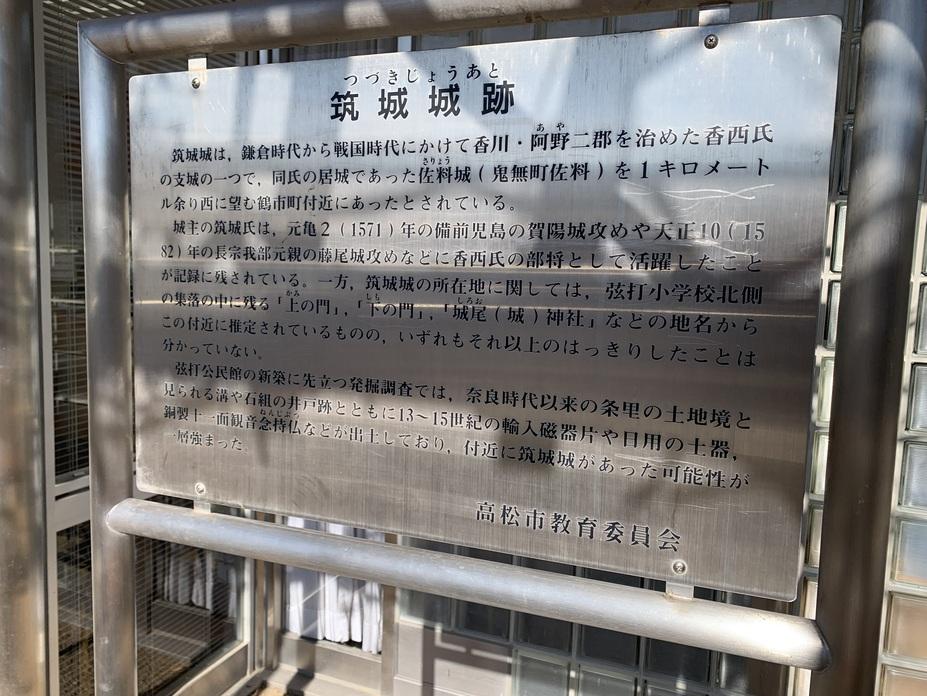 つづきじょうあと
筑城城跡
あや
筑城城は，鎌倉時代から戦国時代にかけて香川・阿野二郡を治めた香西氏
さりょう
の支城の一つで，同氏の居城であった佐料城（鬼無町佐料）を1キロメート
ル余り西に望む鶴市町付近にあったとされている。
城主の筑城氏は，元亀2（1571）年の備前児島の賀陽城攻めや天正10（15
82）年の長宗我部元親の藤尾城攻めなどに香西氏の部将として活躍したこと
が記録に残されている。一方，筑城城の所在地に関しては，弦打小学校北側
かみ しも しろお
の集落の中に残る「上の門」，「下の門」，「城尾（城）神社」などの地名から
この付近に推定されているものの，いずれもそれ以上のはっきりしたことは
分かっていない。
弦打公民館の新築に先立つ発掘調査では，奈良時代以来の条里の土地境と
見られる溝や石組の井戸跡とともに13～15世紀の輸入磁器片や日用の土器，
ねんじぶつ
銅製十一面観音念持仏などが出土しており，付近に筑城城があった可能性が
一層強まった。
高松市教育委員会